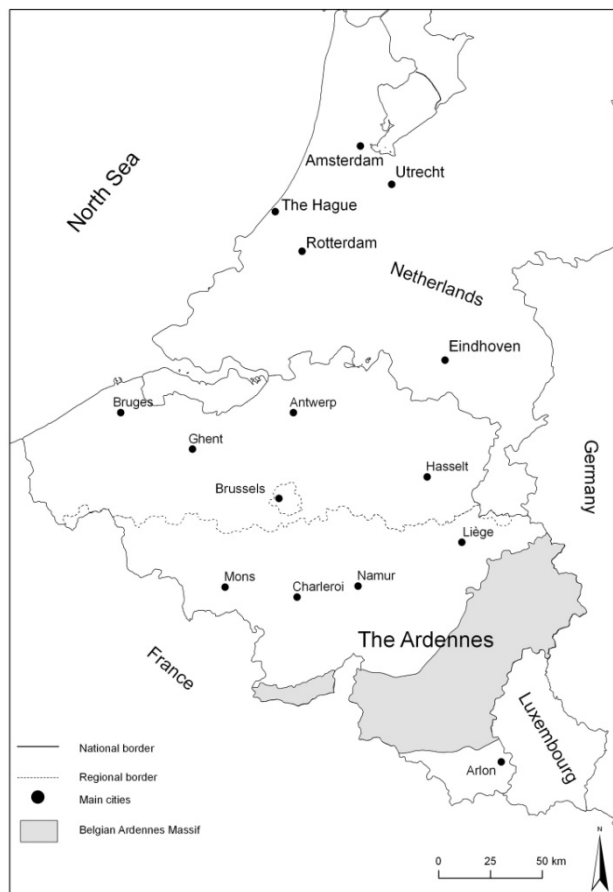 Amsterdam
Utrecht
North Sea
The Hague
Rotterdam
Netherlands
Eindhoven
Bruges
Antwerp
Ghent
Germany
Hasselt
Brussels
Liège
Mons
Charleroi
Namur
The Ardennes
France
Luxembourg
National border
Regional border
Main cities
Belgian Ardennes Massif
Arlon
N
0 25 50 km